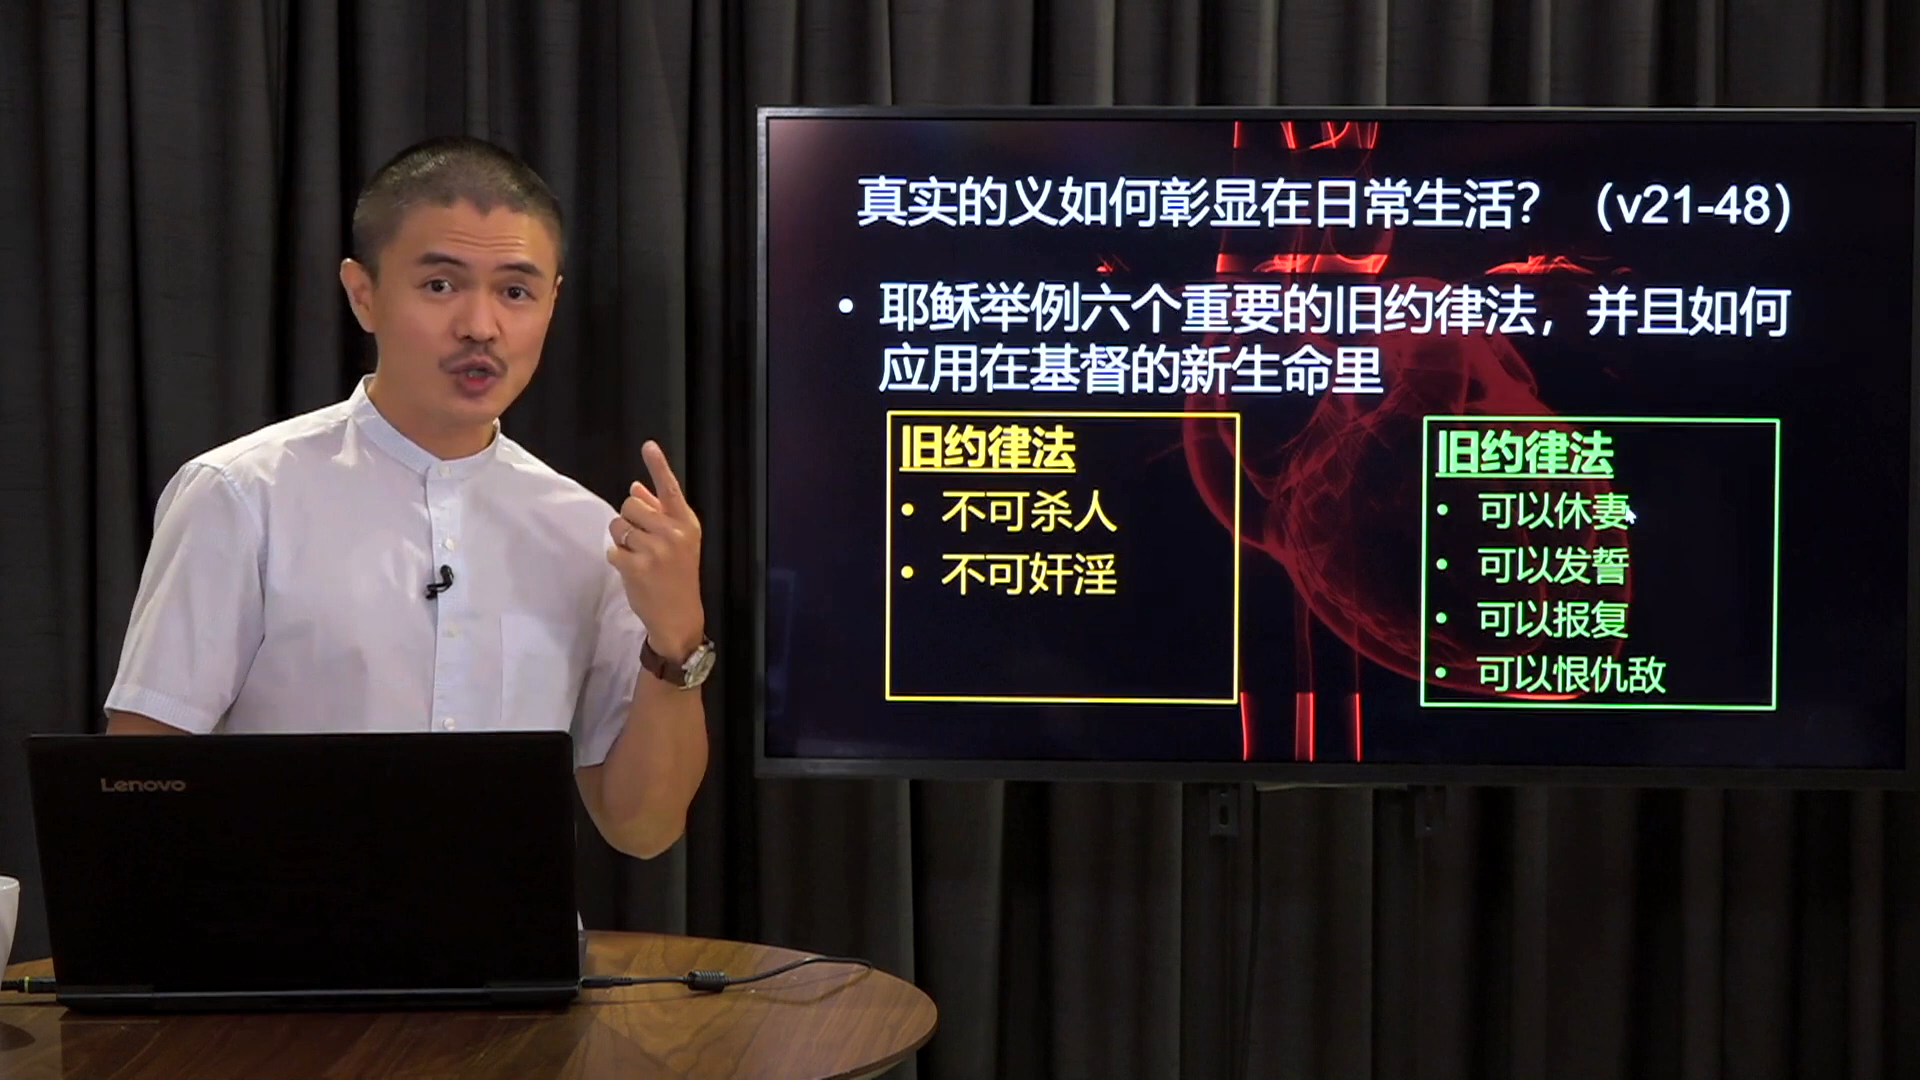 真实的义如何彰显在日常生活？ （v21-48）
• 耶稣举例六个重要的旧约律法，并且如何
应用在基督的新生命里
旧约律法
• 不可杀人
• 不可奸淫
旧约律法
• 可以休妻
• 可以发誓
• 可以报复
• 可以恨仇敌
Lenovo